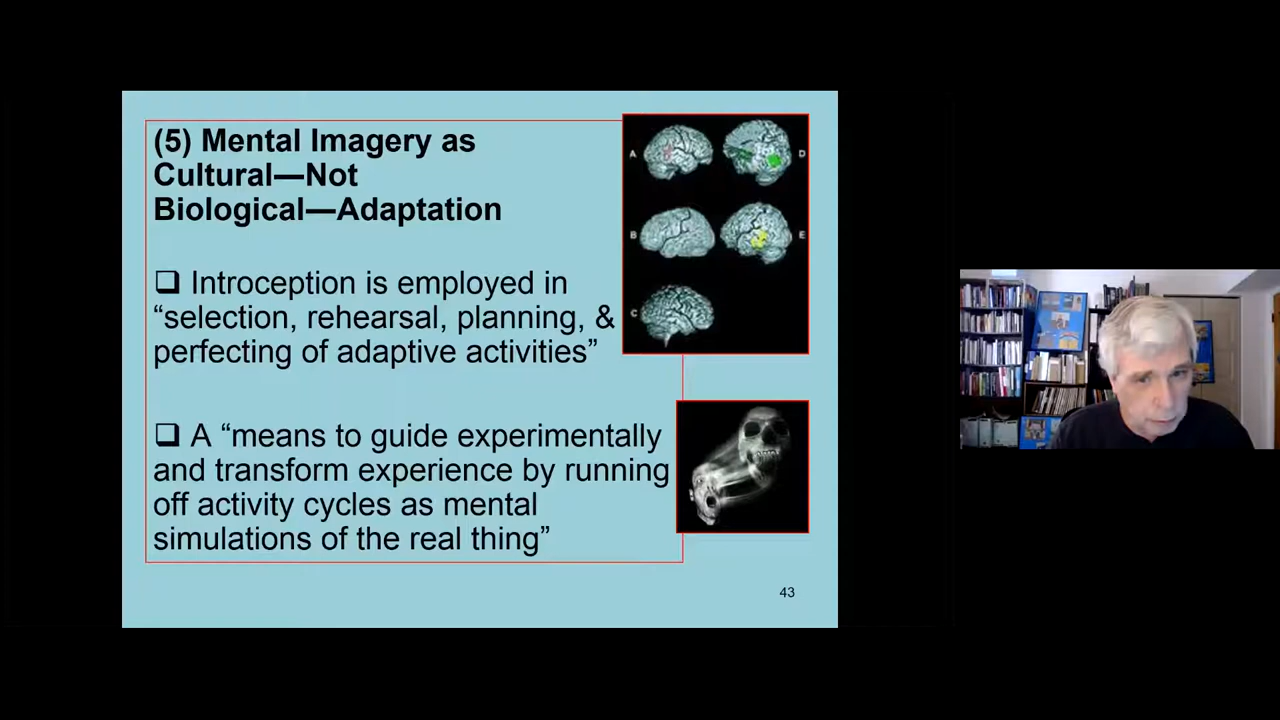 (5) Mental Imagery as
Cultural—Not
Biological—Adaptation
❑ Introception is employed in
“selection, rehearsal, planning, &
perfecting of adaptive activities”
❑ A “means to guide experimentally
and transform experience by running
off activity cycles as mental
simulations of the real thing”
A
D
B
E
C
43